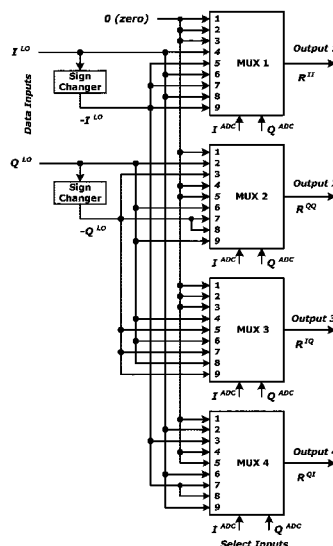 0 (zero)
I LO
Data Inputs
Sign Changer
-I LO
1
2
3
4
5
6
7
8
9
MUX 1
Output
R II
I ADC
Q ADC
Q LO
Sign Changer
-Q LO
1
2
3
4
5
6
7
8
9
MUX 2
Output
R QQ
I ADC
Q ADC
1
2
3
4
5
6
7
8
9
MUX 3
Output 3
R IQ
I ADC
Q ADC
1
2
3
4
5
6
7
8
9
MUX 4
Output 4
R QI
I ADC
Q ADC
Select Inputs